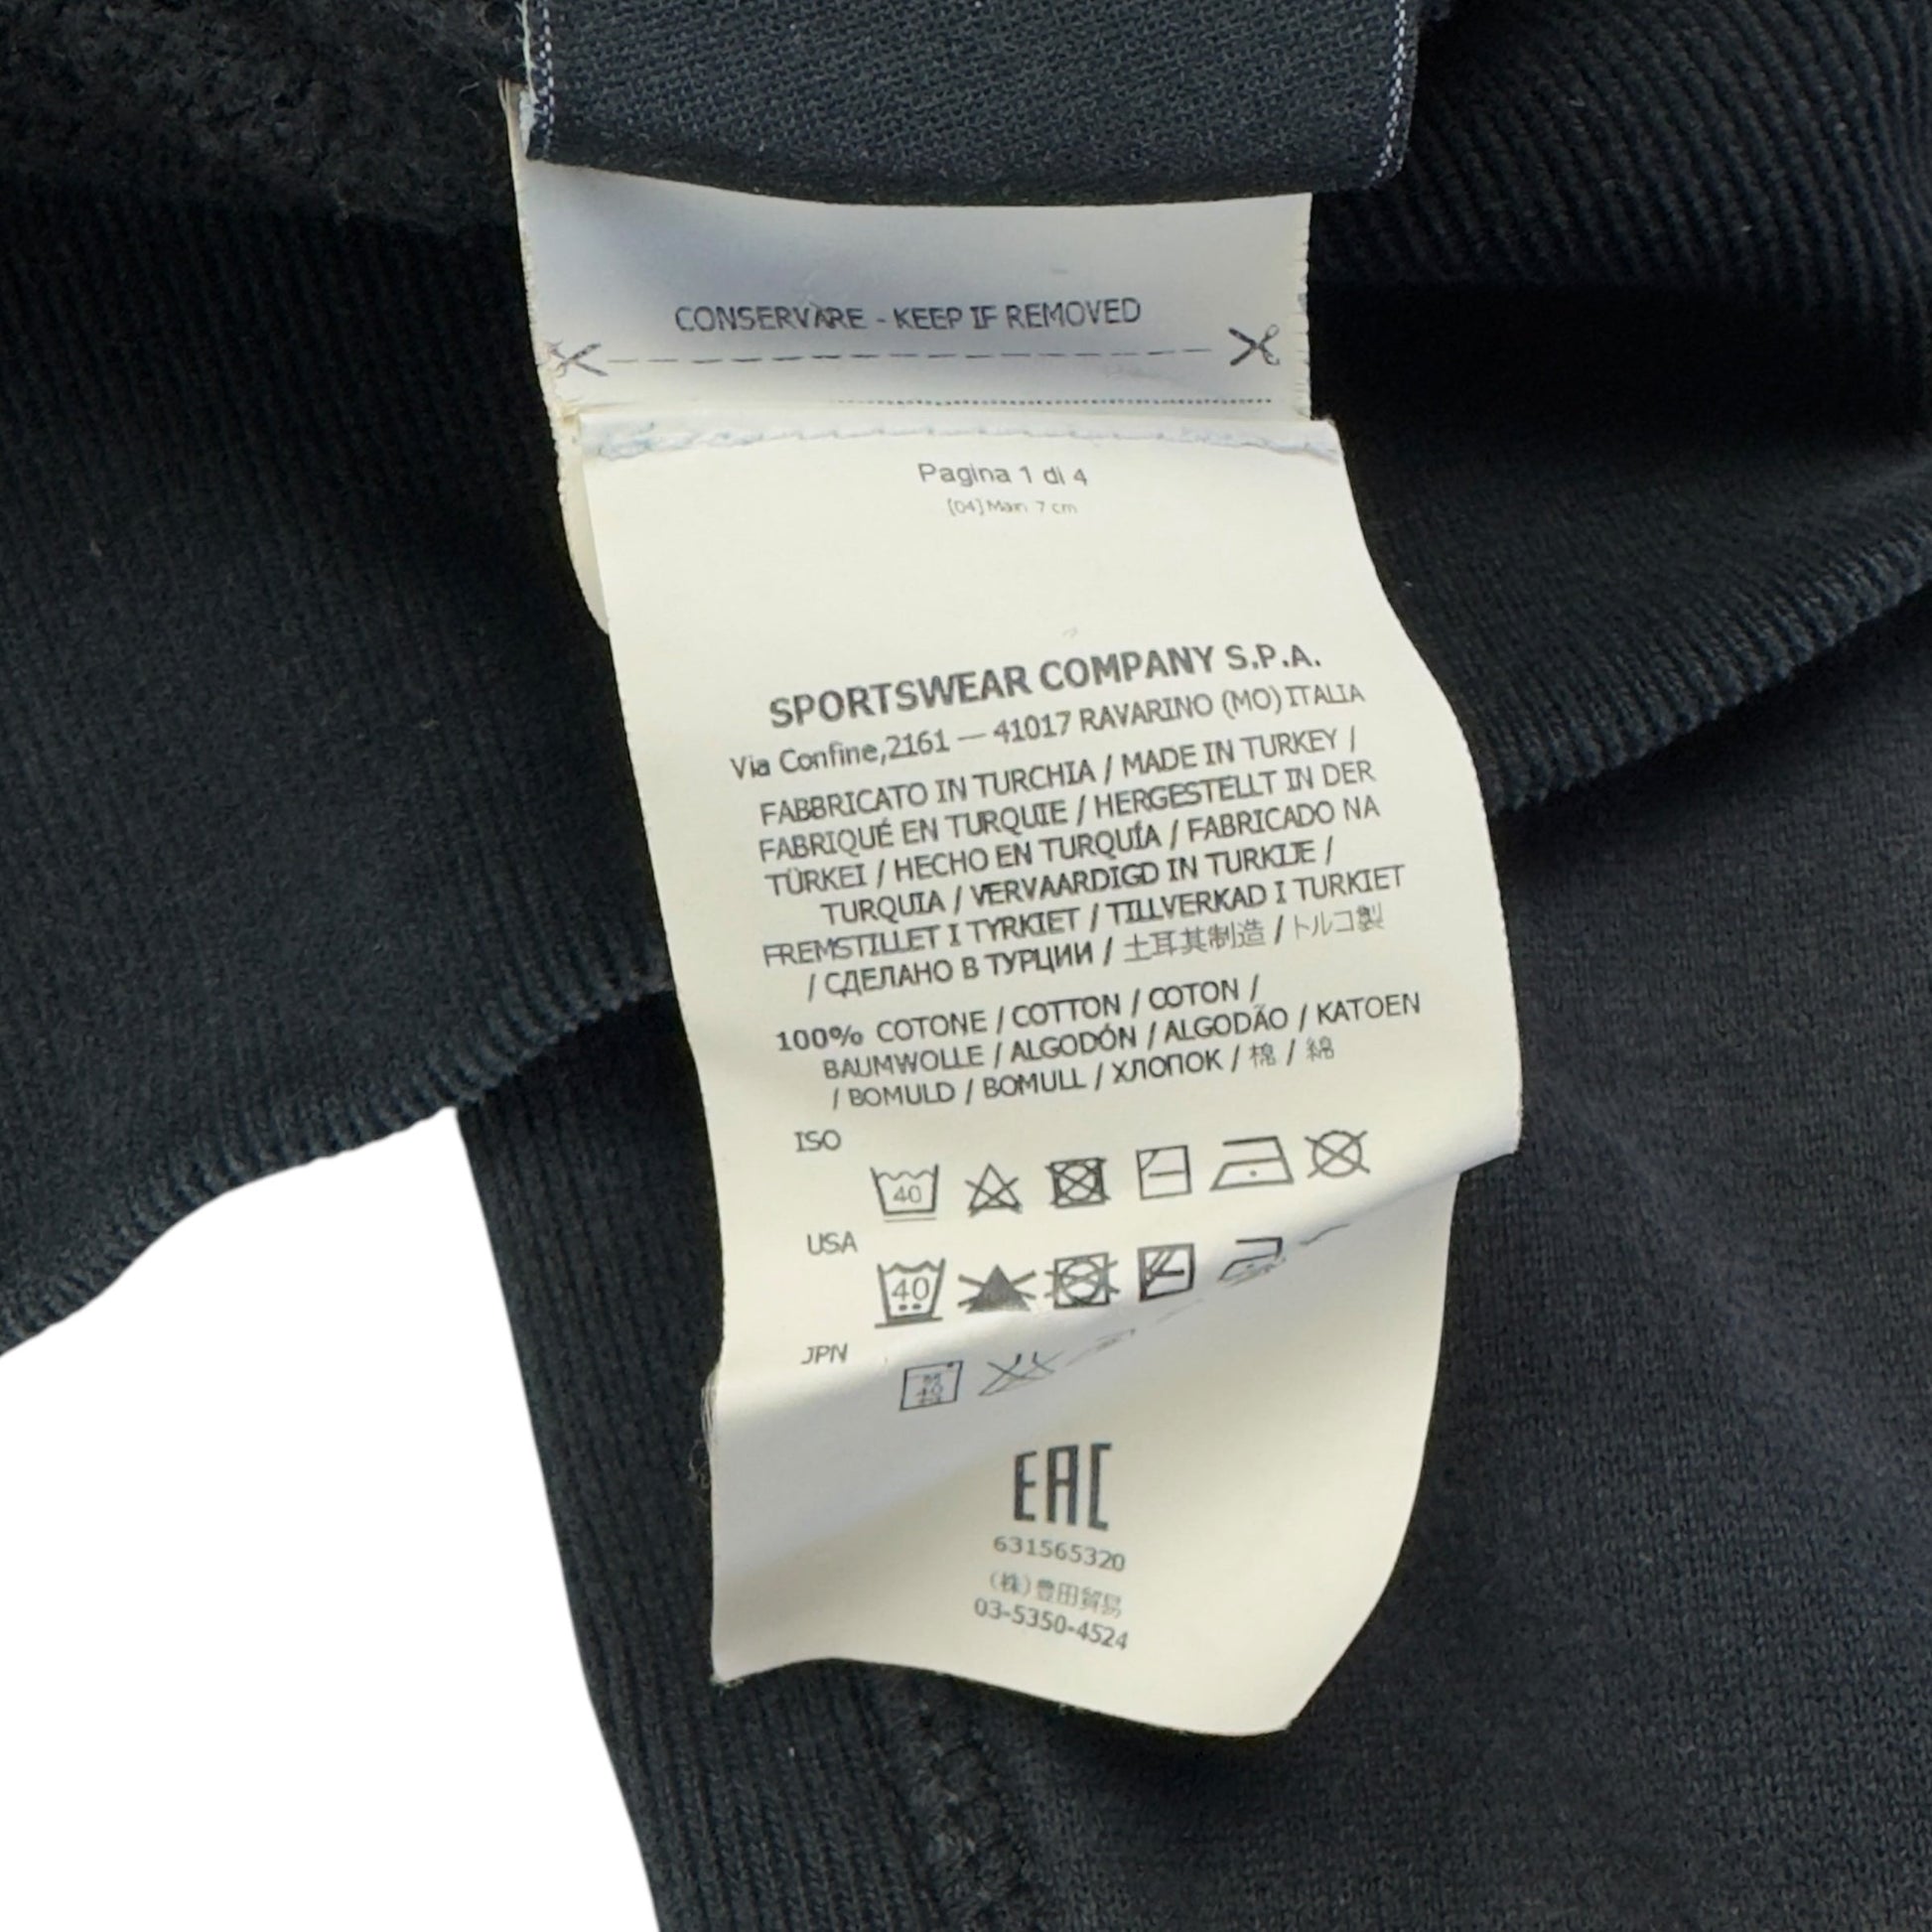 CONSERVARE - KEEP IF REMOVED
Pagina 1 di 4
[04] Main 7 cm
SPORTSWEAR COMPANY S.P.A.
Via Confine,2161 — 41017 RAVARINO (MO) ITALIA
FABBRICATO IN TURCHIA / MADE IN TURKEY /
FABRIQUÉ EN TURQUIE / HERGESTELLT IN DER
TÜRKEI / HECHO EN TURQUÍA / FABRICADO NA
TURQUIA / VERVAARDIGD IN TURKIJE /
FREMSTILLET I TYRKIET / TILLVERKAD I TURKIET
/ СДЕЛАНО В ТУРЦИИ / 土耳其制造 / トルコ製
100% COTONE / COTTON / COTON /
BAUMWOLLE / ALGODÓN / ALGODÃO / KATOEN
/ BOMULD / BOMULL / ХЛОПОК / 棉 / 綿
ISO
40
USA
40
JPN
40
EAC
631565320
(株)豊田貿易
03-5350-4524